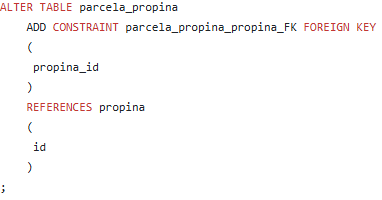 ALTER TABLE parcela_propina
ADD CONSTRAINT parcela_propina_propina_FK FOREIGN KEY
(
propina_id
)
REFERENCES propina
(
id
)
;